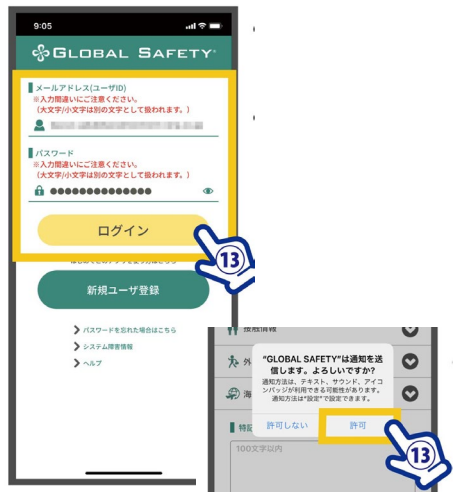 9:05
GLOBAL SAFETY
メールアドレス(ユーザID)
※入力間違いにご注意ください。
(大文字/小文字は別の文字として扱われます。)
パスワード
※入力間違いにご注意ください。
(大文字/小文字は別の文字として扱われます。)
●●●●●●●●●●●●●●
ログイン
13
新規ユーザ登録
パスワードを忘れた場合はこちら
システム障害情報
ヘルプ
接触情報
外
海
"GLOBAL SAFETY"は通知を送
信します。よろしいですか?
通知方法は、テキスト、サウンド、アイコ
ンバッジが利用できる可能性があります。
通知方法は"設定"で設定できます。
許可しない
許可
特記
100文字以内
13